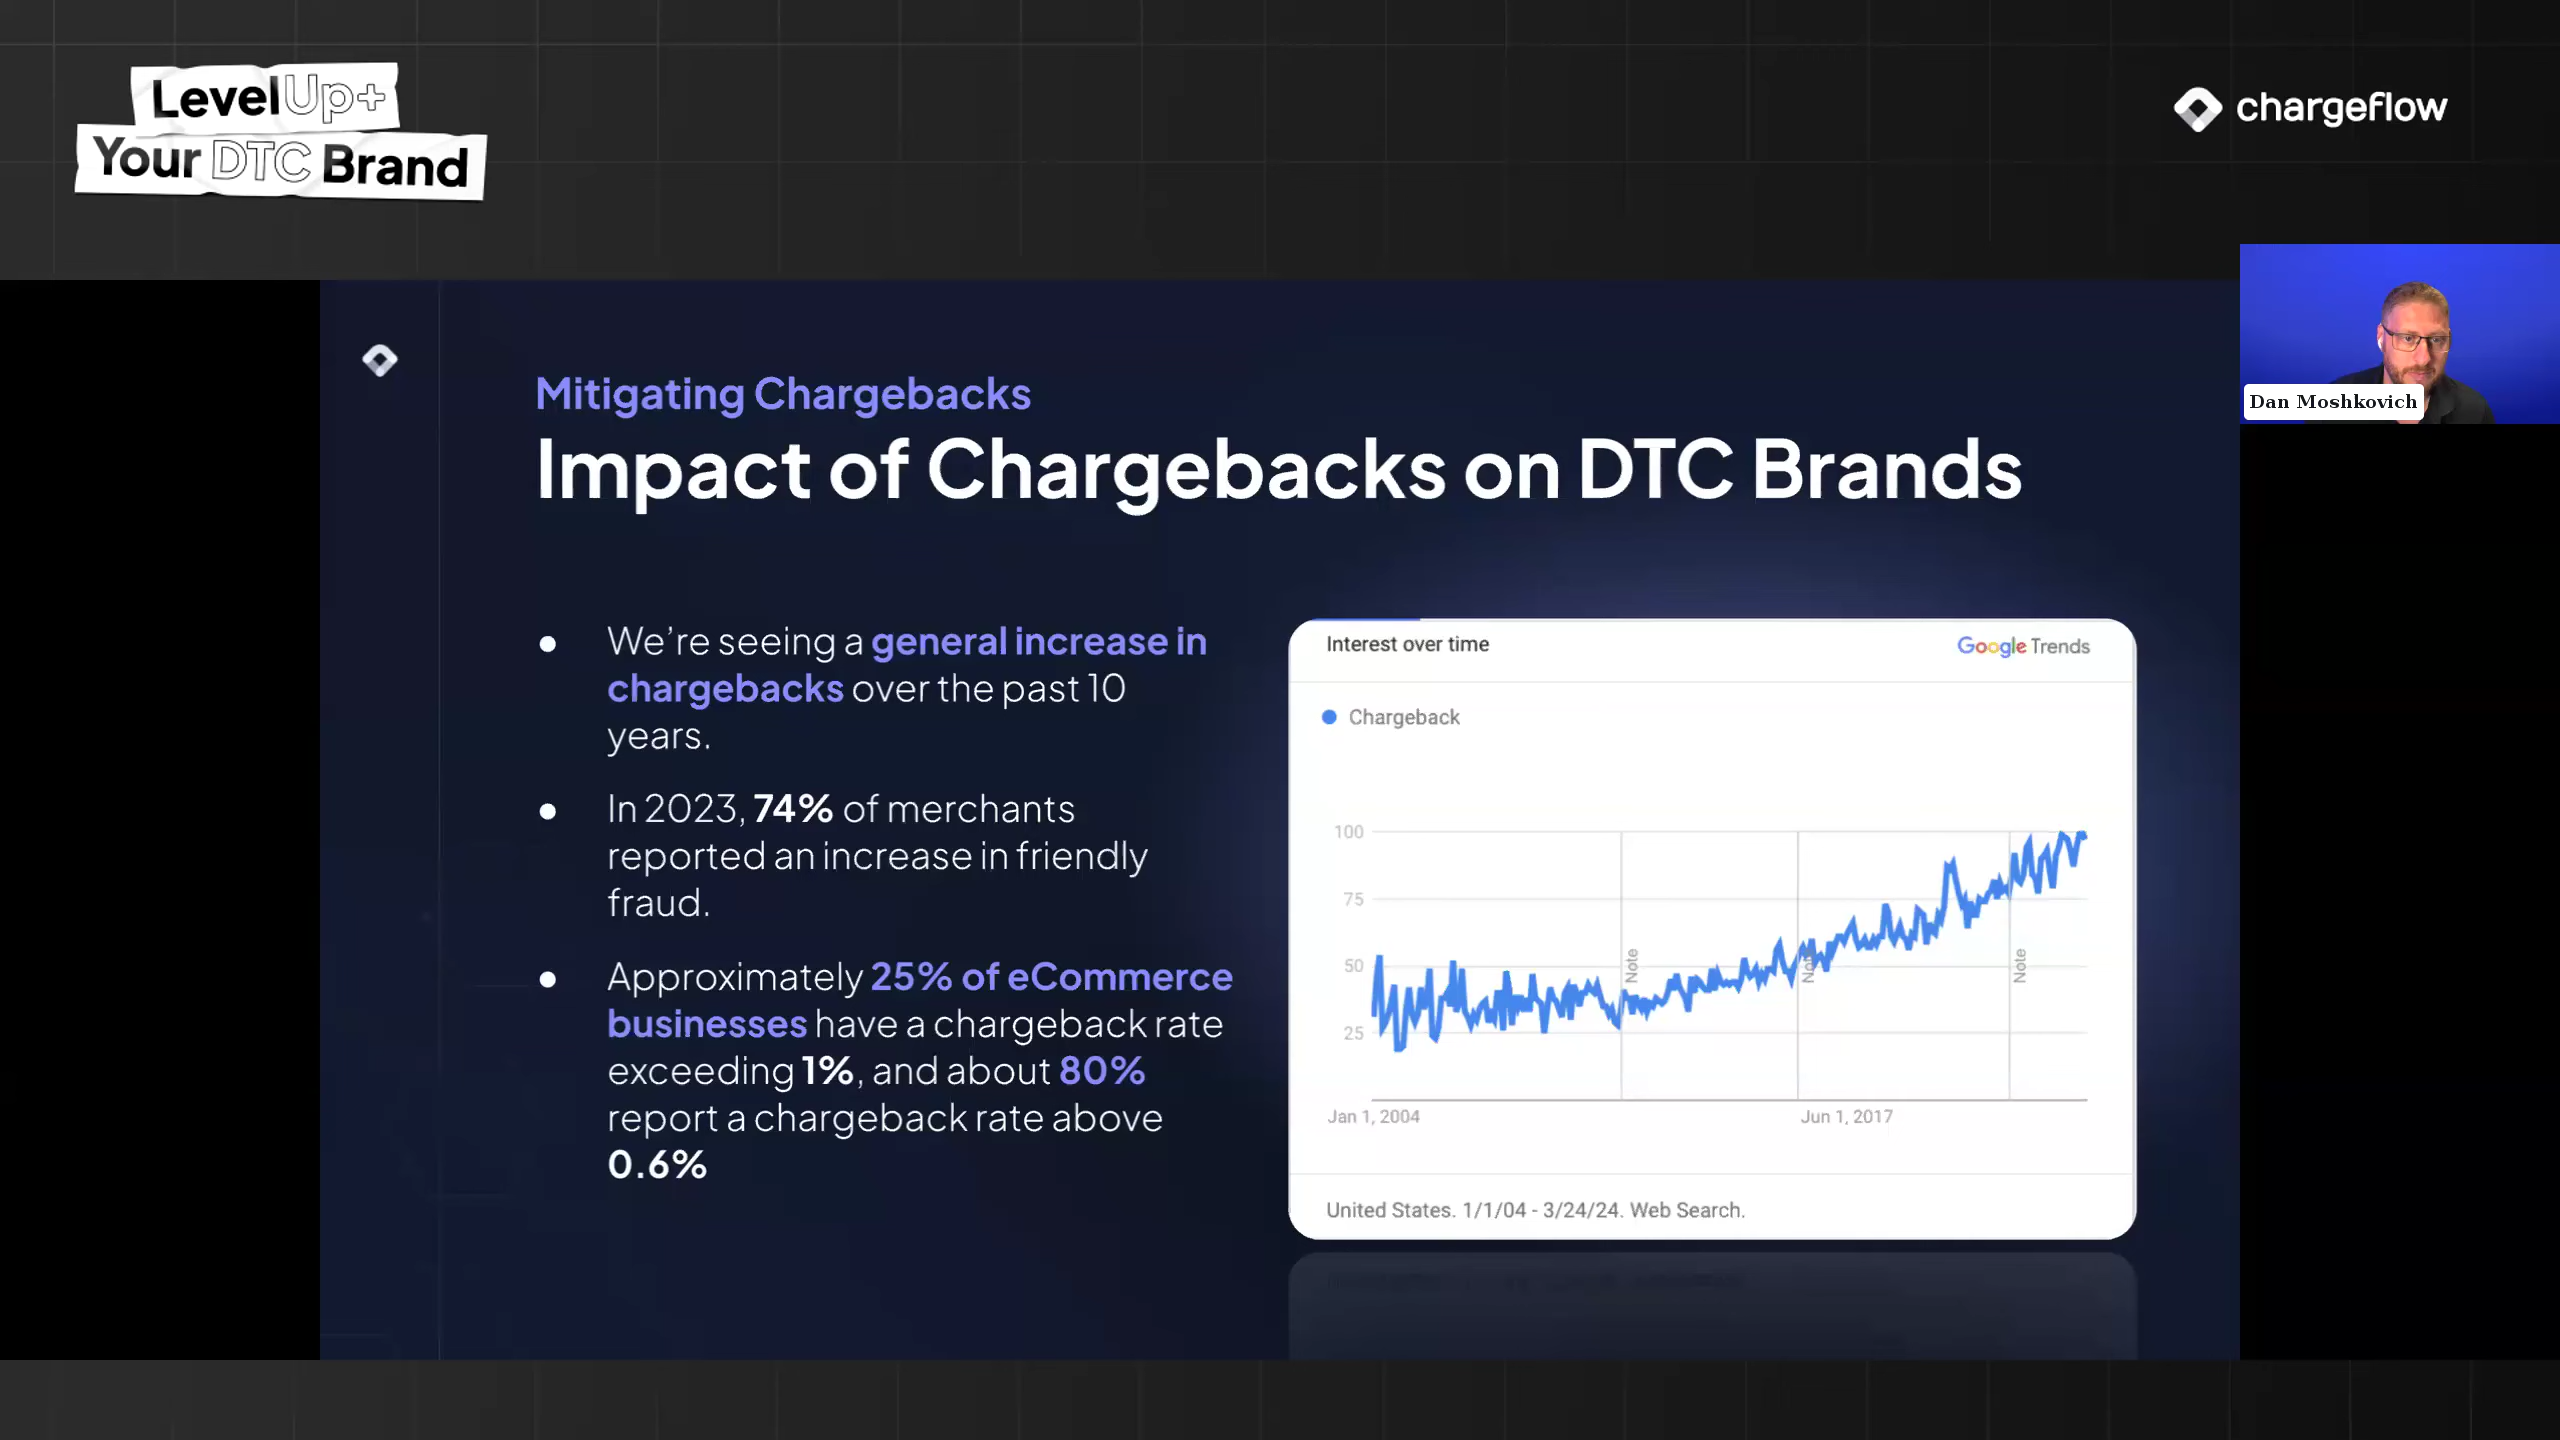 LevelUp+
Your DTC Brand
chargeflow
Dan Moshkovich
Mitigating Chargebacks
Impact of Chargebacks on DTC Brands
● We’re seeing a general increase in
chargebacks over the past 10
years.
● In 2023, 74% of merchants
reported an increase in friendly
fraud.
● Approximately 25% of eCommerce
businesses have a chargeback rate
exceeding 1%, and about 80%
report a chargeback rate above
0.6%
Interest over time
Google Trends
Chargeback
100
75
50
25
Note
Note
Note
Jan 1, 2004
Jun 1, 2017
United States. 1/1/04 - 3/24/24. Web Search.